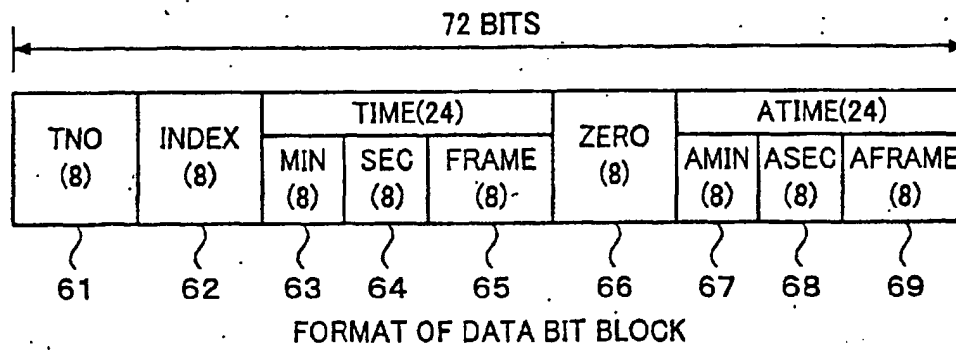 72 BITS
TIME(24) ATIME(24)
TNO INDEX ZERO
MIN SEC FRAME AMIN ASEC AFRAME
(8) (8) (8)
(8) (8) (8) (8) (8) (8)
61 62 63 64 65 66 67 68 69
FORMAT OF DATA BIT BLOCK